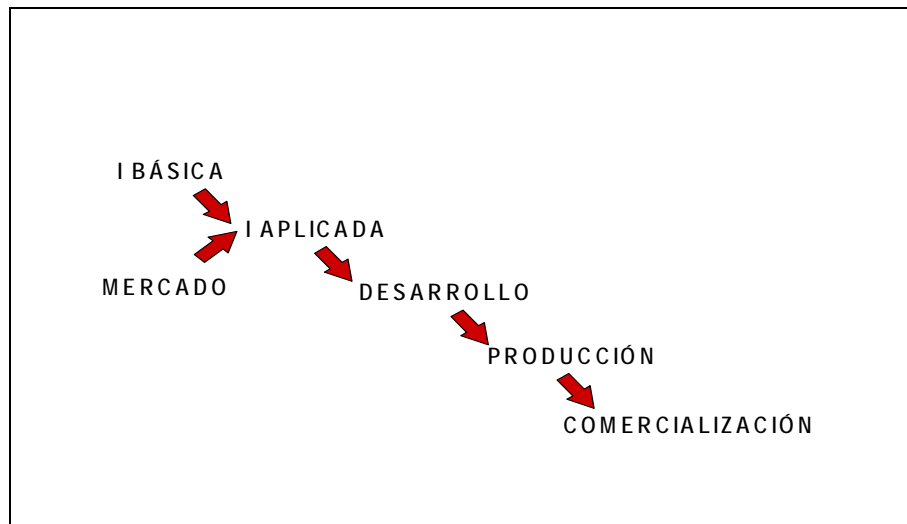 I BÁSICA
I APLICADA
MERCADO
DESARROLLO
PRODUCCIÓN
COMERCIALIZACIÓN